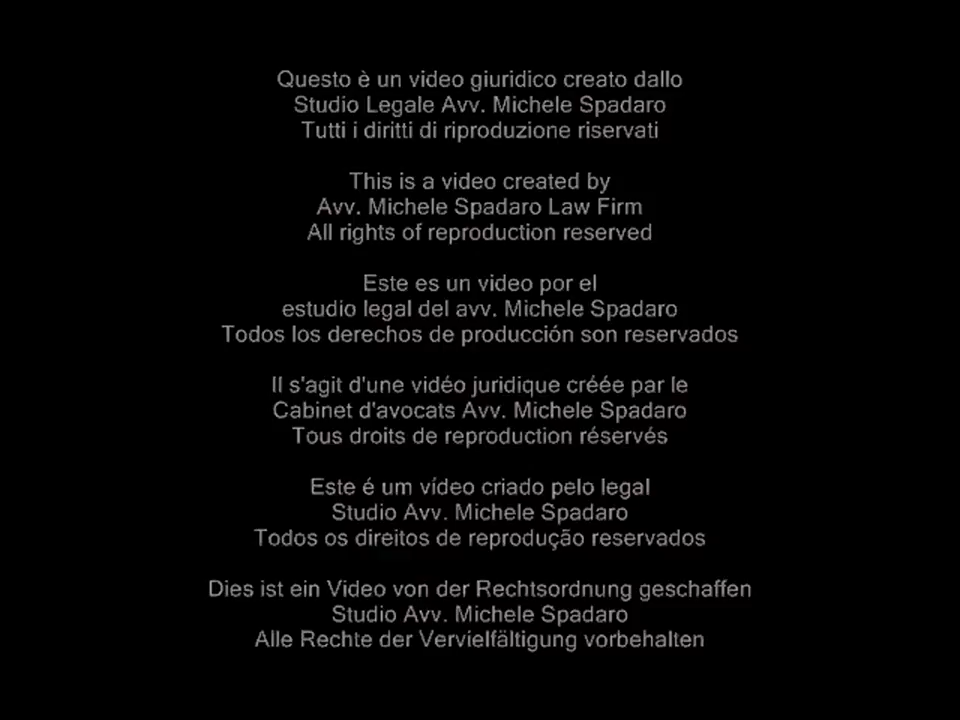 Questo è un video giuridico creato dallo
Studio Legale Avv. Michele Spadaro
Tutti i diritti di riproduzione riservati
This is a video created by
Avv. Michele Spadaro Law Firm
All rights of reproduction reserved
Este es un video por el
estudio legal del avv. Michele Spadaro
Todos los derechos de producción son reservados
Il s'agit d'une vidéo juridique créée par le
Cabinet d'avocats Avv. Michele Spadaro
Tous droits de reproduction réservés
Este é um vídeo criado pelo legal
Studio Avv. Michele Spadaro
Todos os direitos de reprodução reservados
Dies ist ein Video von der Rechtsordnung geschaffen
Studio Avv. Michele Spadaro
Alle Rechte der Vervielfältigung vorbehalten